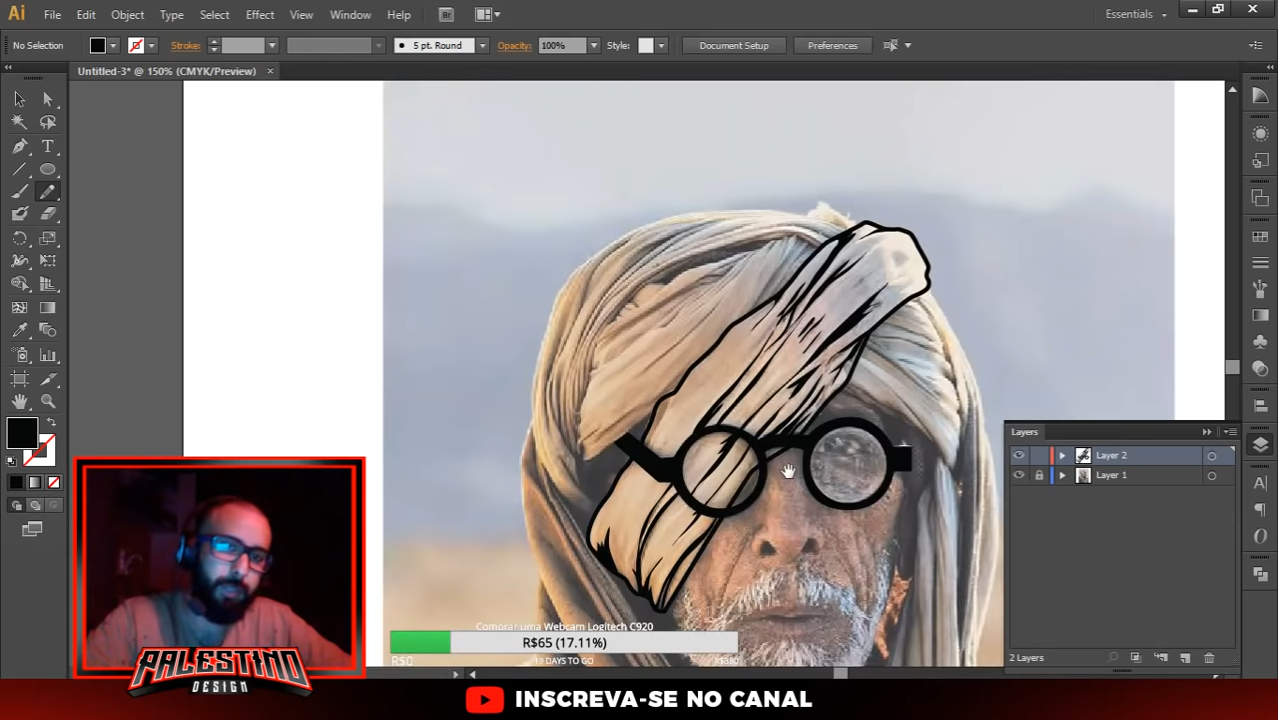 Ai File Edit Object Type Select Effect View Window Help Br Essentials
No Selection Stroke: 5 pt. Round Opacity: 100% Style: Document Setup Preferences
Untitled-3* @ 150% (CMYK/Preview)
Layers
Layer 2
Layer 1
2 Layers
Comprar uma Webcam Logitech C920
R$65 (17.11%)
R$0 19 DAYS TO GO R$380
PALESTINO
DESIGN
INSCREVA-SE NO CANAL